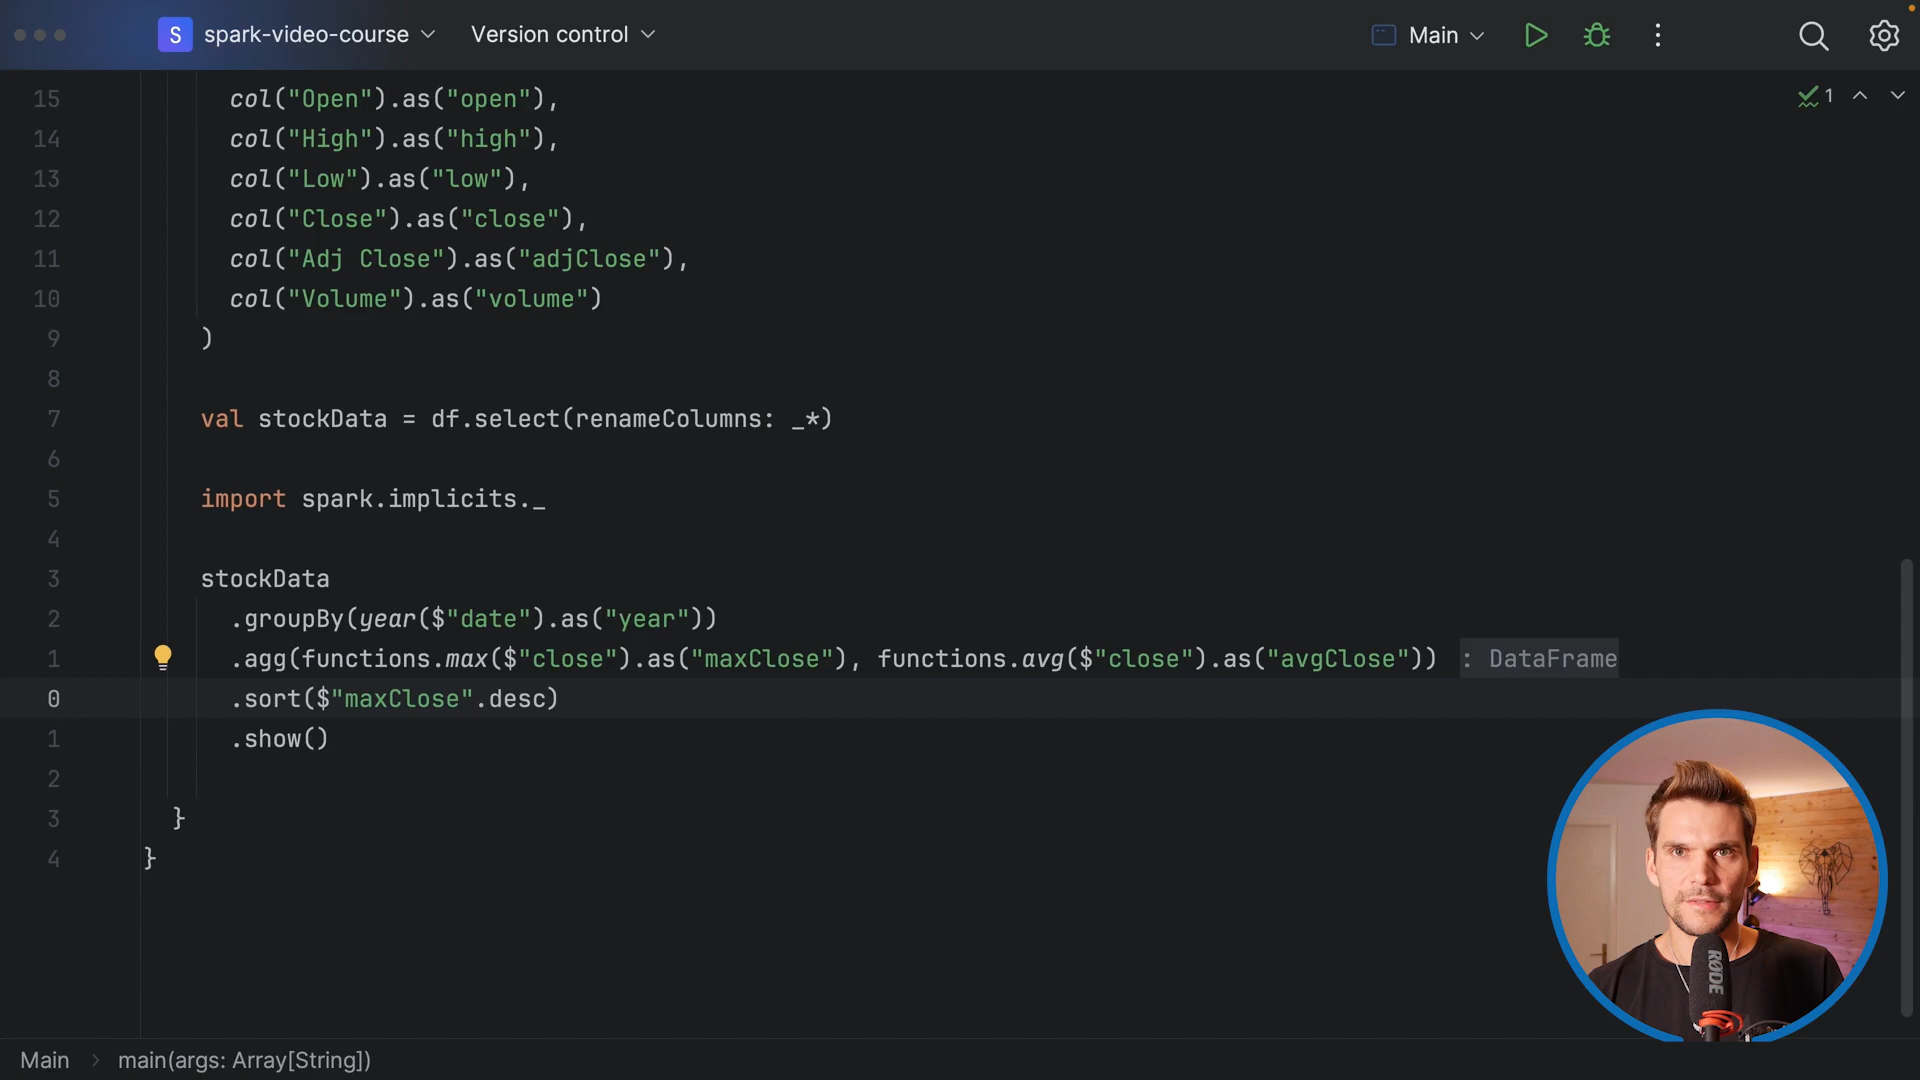 S spark-video-course Version control Main
15 col("Open").as("open"), 1
14 col("High").as("high"),
13 col("Low").as("low"),
12 col("Close").as("close"),
11 col("Adj Close").as("adjClose"),
10 col("Volume").as("volume")
9 )
8
7 val stockData = df.select(renameColumns: _*)
6
5 import spark.implicits._
4
3 stockData
2 .groupBy(year($"date").as("year"))
1 .agg(functions.max($"close").as("maxClose"), functions.avg($"close").as("avgClose")) : DataFrame
0 .sort($"maxClose".desc)
1 .show()
2
3 }
4 }
RØDE
Main > main(args: Array[String])